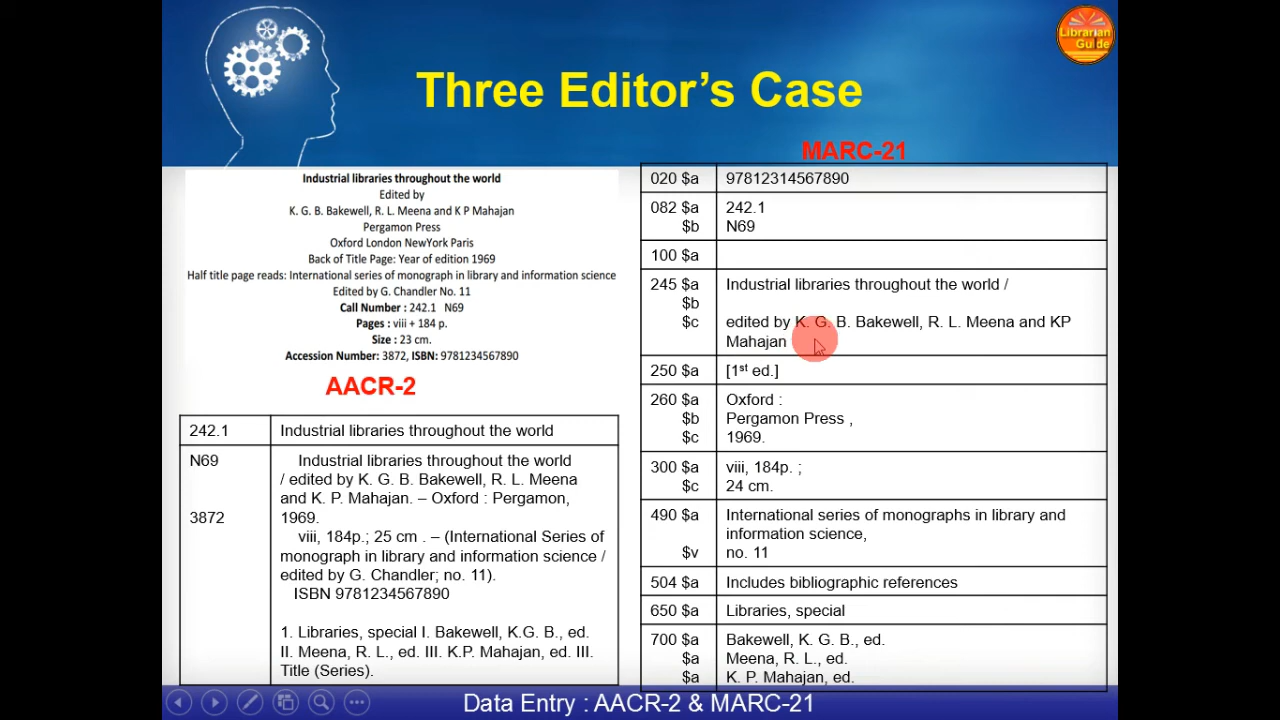 Librarian
Guide
Three Editor's Case
Industrial libraries throughout the world
Edited by
K. G. B. Bakewell, R. L. Meena and K P Mahajan
Pergamon Press
Oxford London NewYork Paris
Back of Title Page: Year of edition 1969
Half title page reads: International series of monograph in library and information science
Edited by G. Chandler No. 11
Call Number : 242.1 N69
Pages : viii + 184 p.
Size : 23 cm.
Accession Number: 3872, ISBN: 9781234567890
AACR-2
242.1 Industrial libraries throughout the world
N69 Industrial libraries throughout the world
/ edited by K. G. B. Bakewell, R. L. Meena
and K. P. Mahajan. – Oxford : Pergamon,
3872 1969.
viii, 184p.; 25 cm . – (International Series of
monograph in library and information science /
edited by G. Chandler; no. 11).
ISBN 9781234567890
1. Libraries, special I. Bakewell, K.G. B., ed.
II. Meena, R. L., ed. III. K.P. Mahajan, ed. III.
Title (Series).
MARC-21
020 $a 97812314567890
082 $a 242.1
$b N69
100 $a
245 $a Industrial libraries throughout the world /
$b
$c edited by K. G. B. Bakewell, R. L. Meena and KP
Mahajan
250 $a [1st ed.]
260 $a Oxford :
$b Pergamon Press ,
$c 1969.
300 $a viii, 184p. ;
$c 24 cm.
490 $a International series of monographs in library and
information science,
$v no. 11
504 $a Includes bibliographic references
650 $a Libraries, special
700 $a Bakewell, K. G. B., ed.
$a Meena, R. L., ed.
$a K. P. Mahajan, ed.
Data Entry : AACR-2 & MARC-21